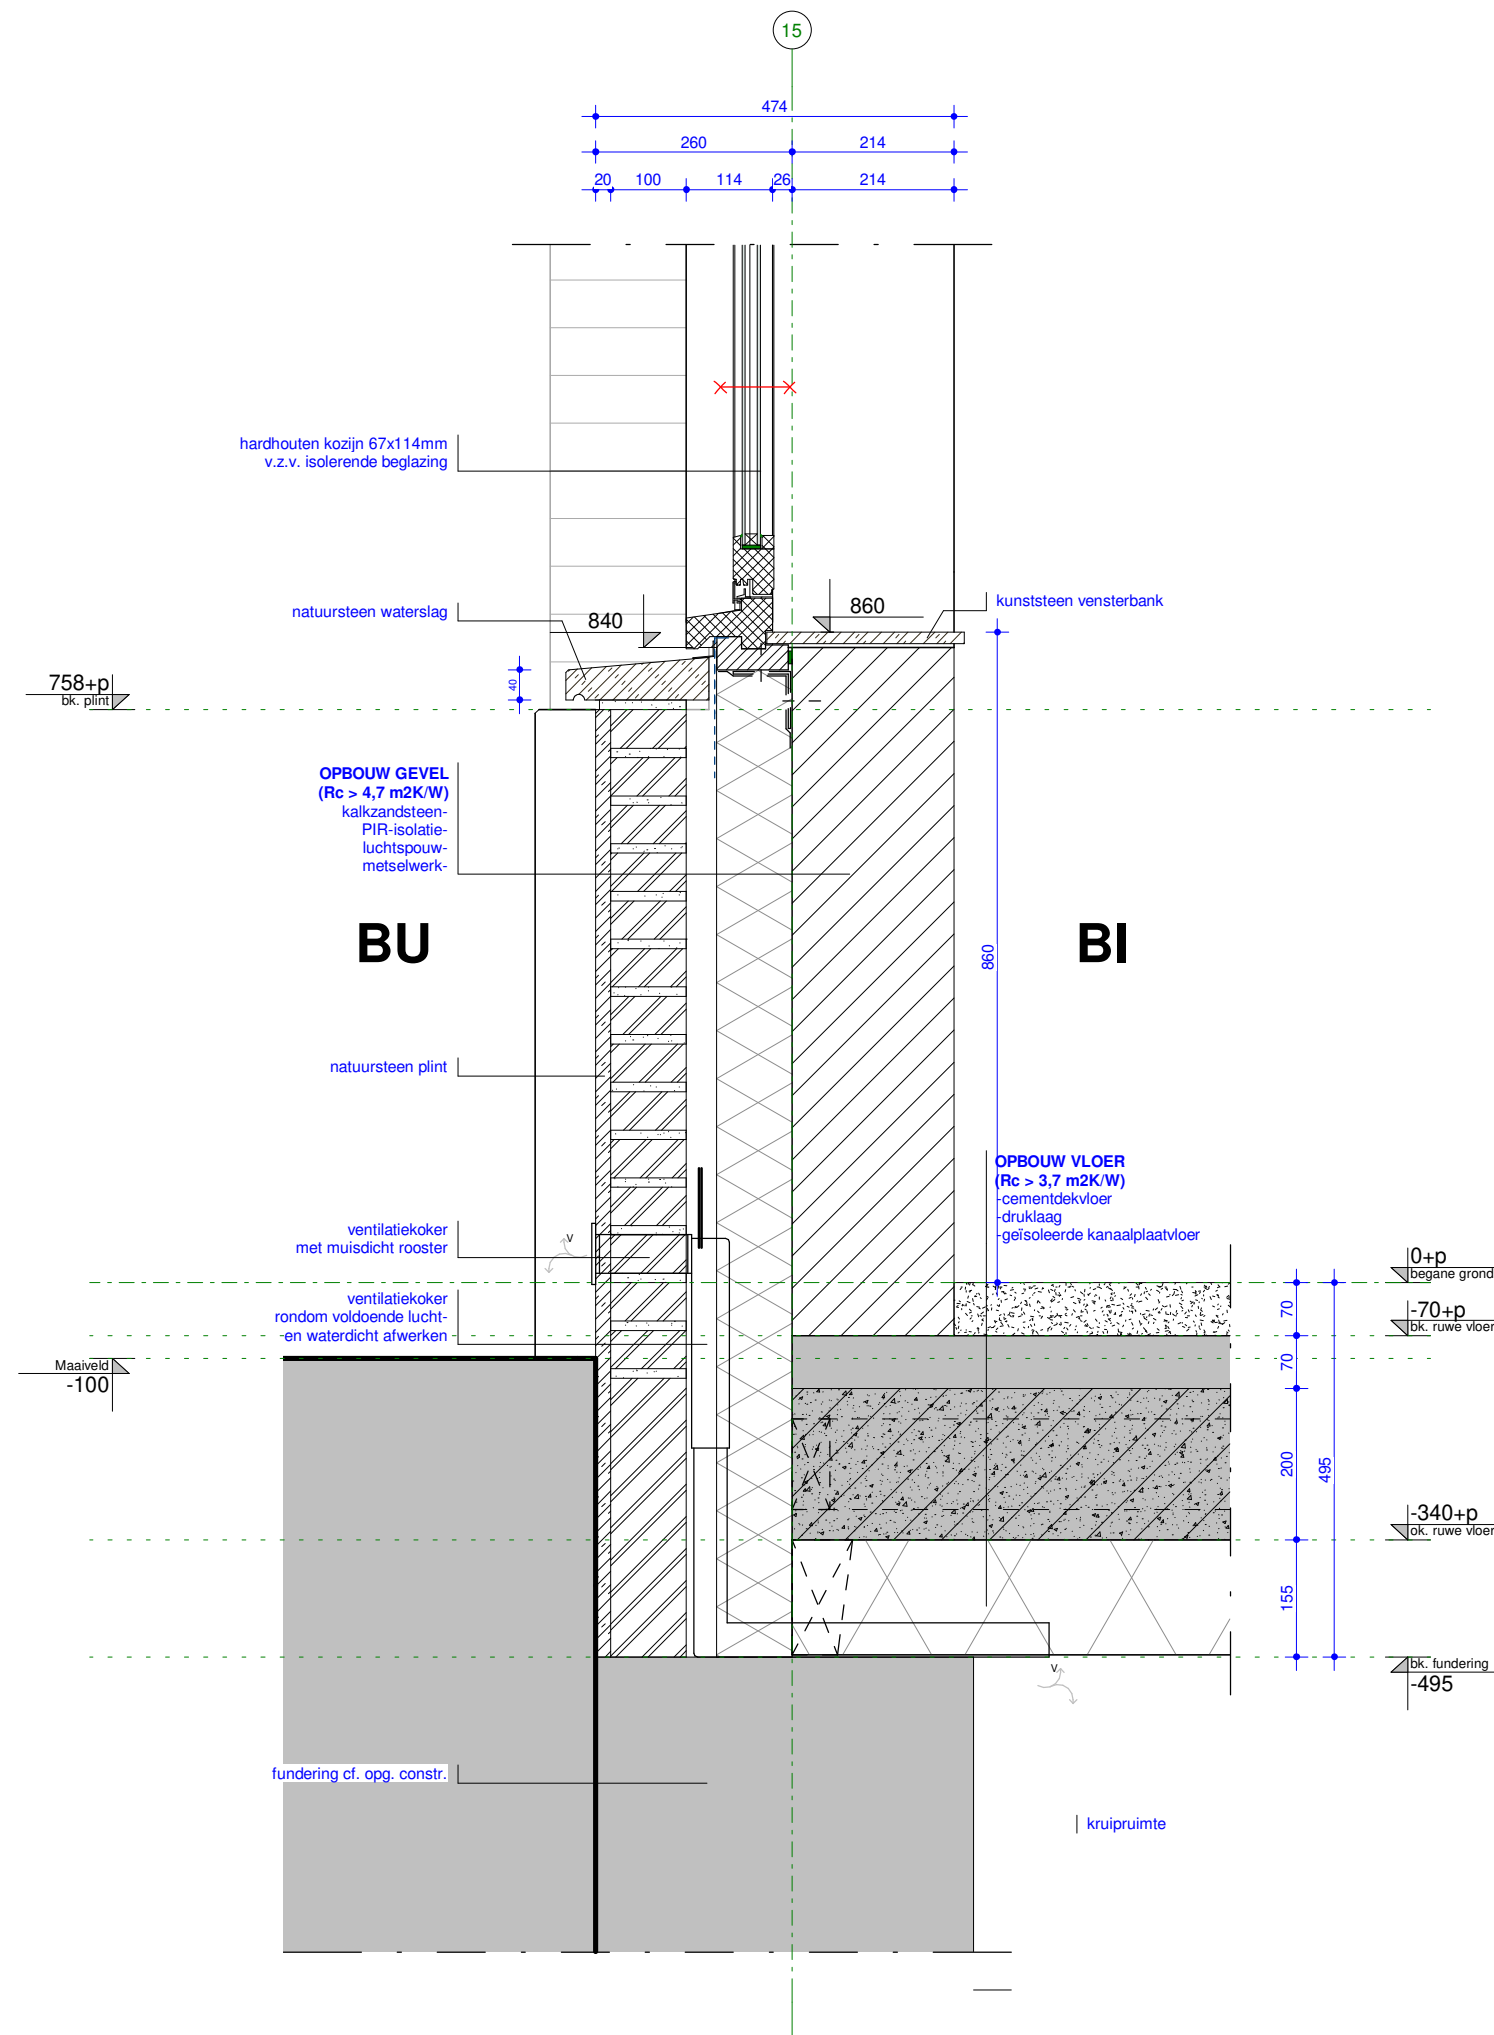 15
474
260
214
20
100
114
26
214
hardhouten kozijn 67x114mm
v.z.v. isolerende beglazing
natuursteen waterslag
840
860
kunststeen vensterbank
758+p
bk. plint
40
OPBOUW GEVEL
(Rc > 4,7 m2K/W)
kalkzandsteen-
PIR-isolatie-
luchtspouw-
metselwerk-
BU
BI
860
natuursteen plint
OPBOUW VLOER
(Rc > 3,7 m2K/W)
-cementdekvloer
-druklaag
-geïsoleerde kanaalplaatvloer
ventilatiekoker
met muisdicht rooster
v
0+p
begane grond
ventilatiekoker
rondom voldoende lucht-
en waterdicht afwerken
70
-70+p
bk. ruwe vloer
Maaiveld
-100
70
200
495
-340+p
ok. ruwe vloer
155
v
bk. fundering
-495
fundering cf. opg. constr.
kruipruimte